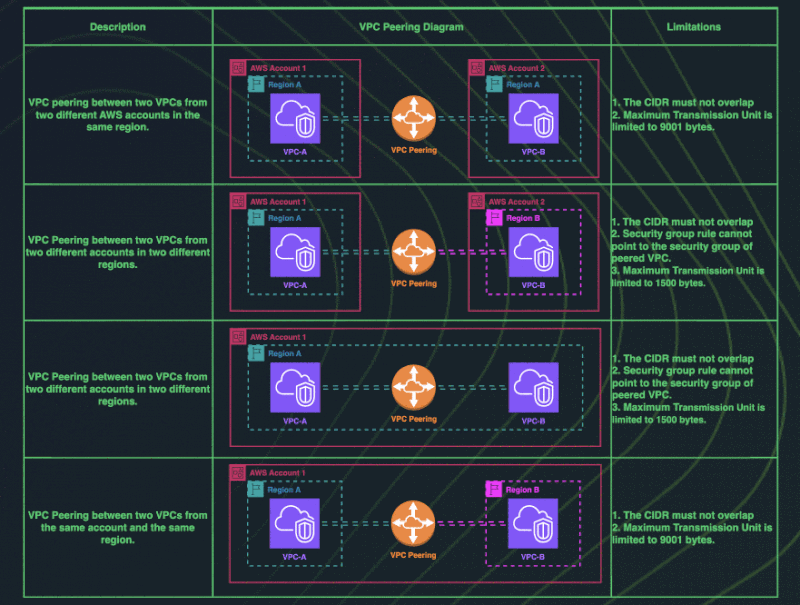 Description
VPC Peering Diagram
Limitations
VPC peering between two VPCs from
two different AWS accounts in the
same region.
AWS Account 1
Region A
VPC-A
VPC Peering
AWS Account 2
Region A
VPC-B
1. The CIDR must not overlap
2. Maximum Transmission Unit is
limited to 9001 bytes.
VPC Peering between two VPCs from
two different accounts in two different
regions.
AWS Account 1
Region A
VPC-A
VPC Peering
AWS Account 2
Region B
VPC-B
1. The CIDR must not overlap
2. Security group rule cannot
point to the security group of
peered VPC.
3. Maximum Transmission Unit is
limited to 1500 bytes.
VPC Peering between two VPCs from
two different accounts in two different
regions.
AWS Account 1
Region A
VPC-A
VPC Peering
VPC-B
1. The CIDR must not overlap
2. Security group rule cannot
point to the security group of
peered VPC.
3. Maximum Transmission Unit is
limited to 1500 bytes.
VPC Peering between two VPCs from
the same account and the same
region.
AWS Account 1
Region A
VPC-A
VPC Peering
Region B
VPC-B
1. The CIDR must not overlap
2. Maximum Transmission Unit is
limited to 9001 bytes.